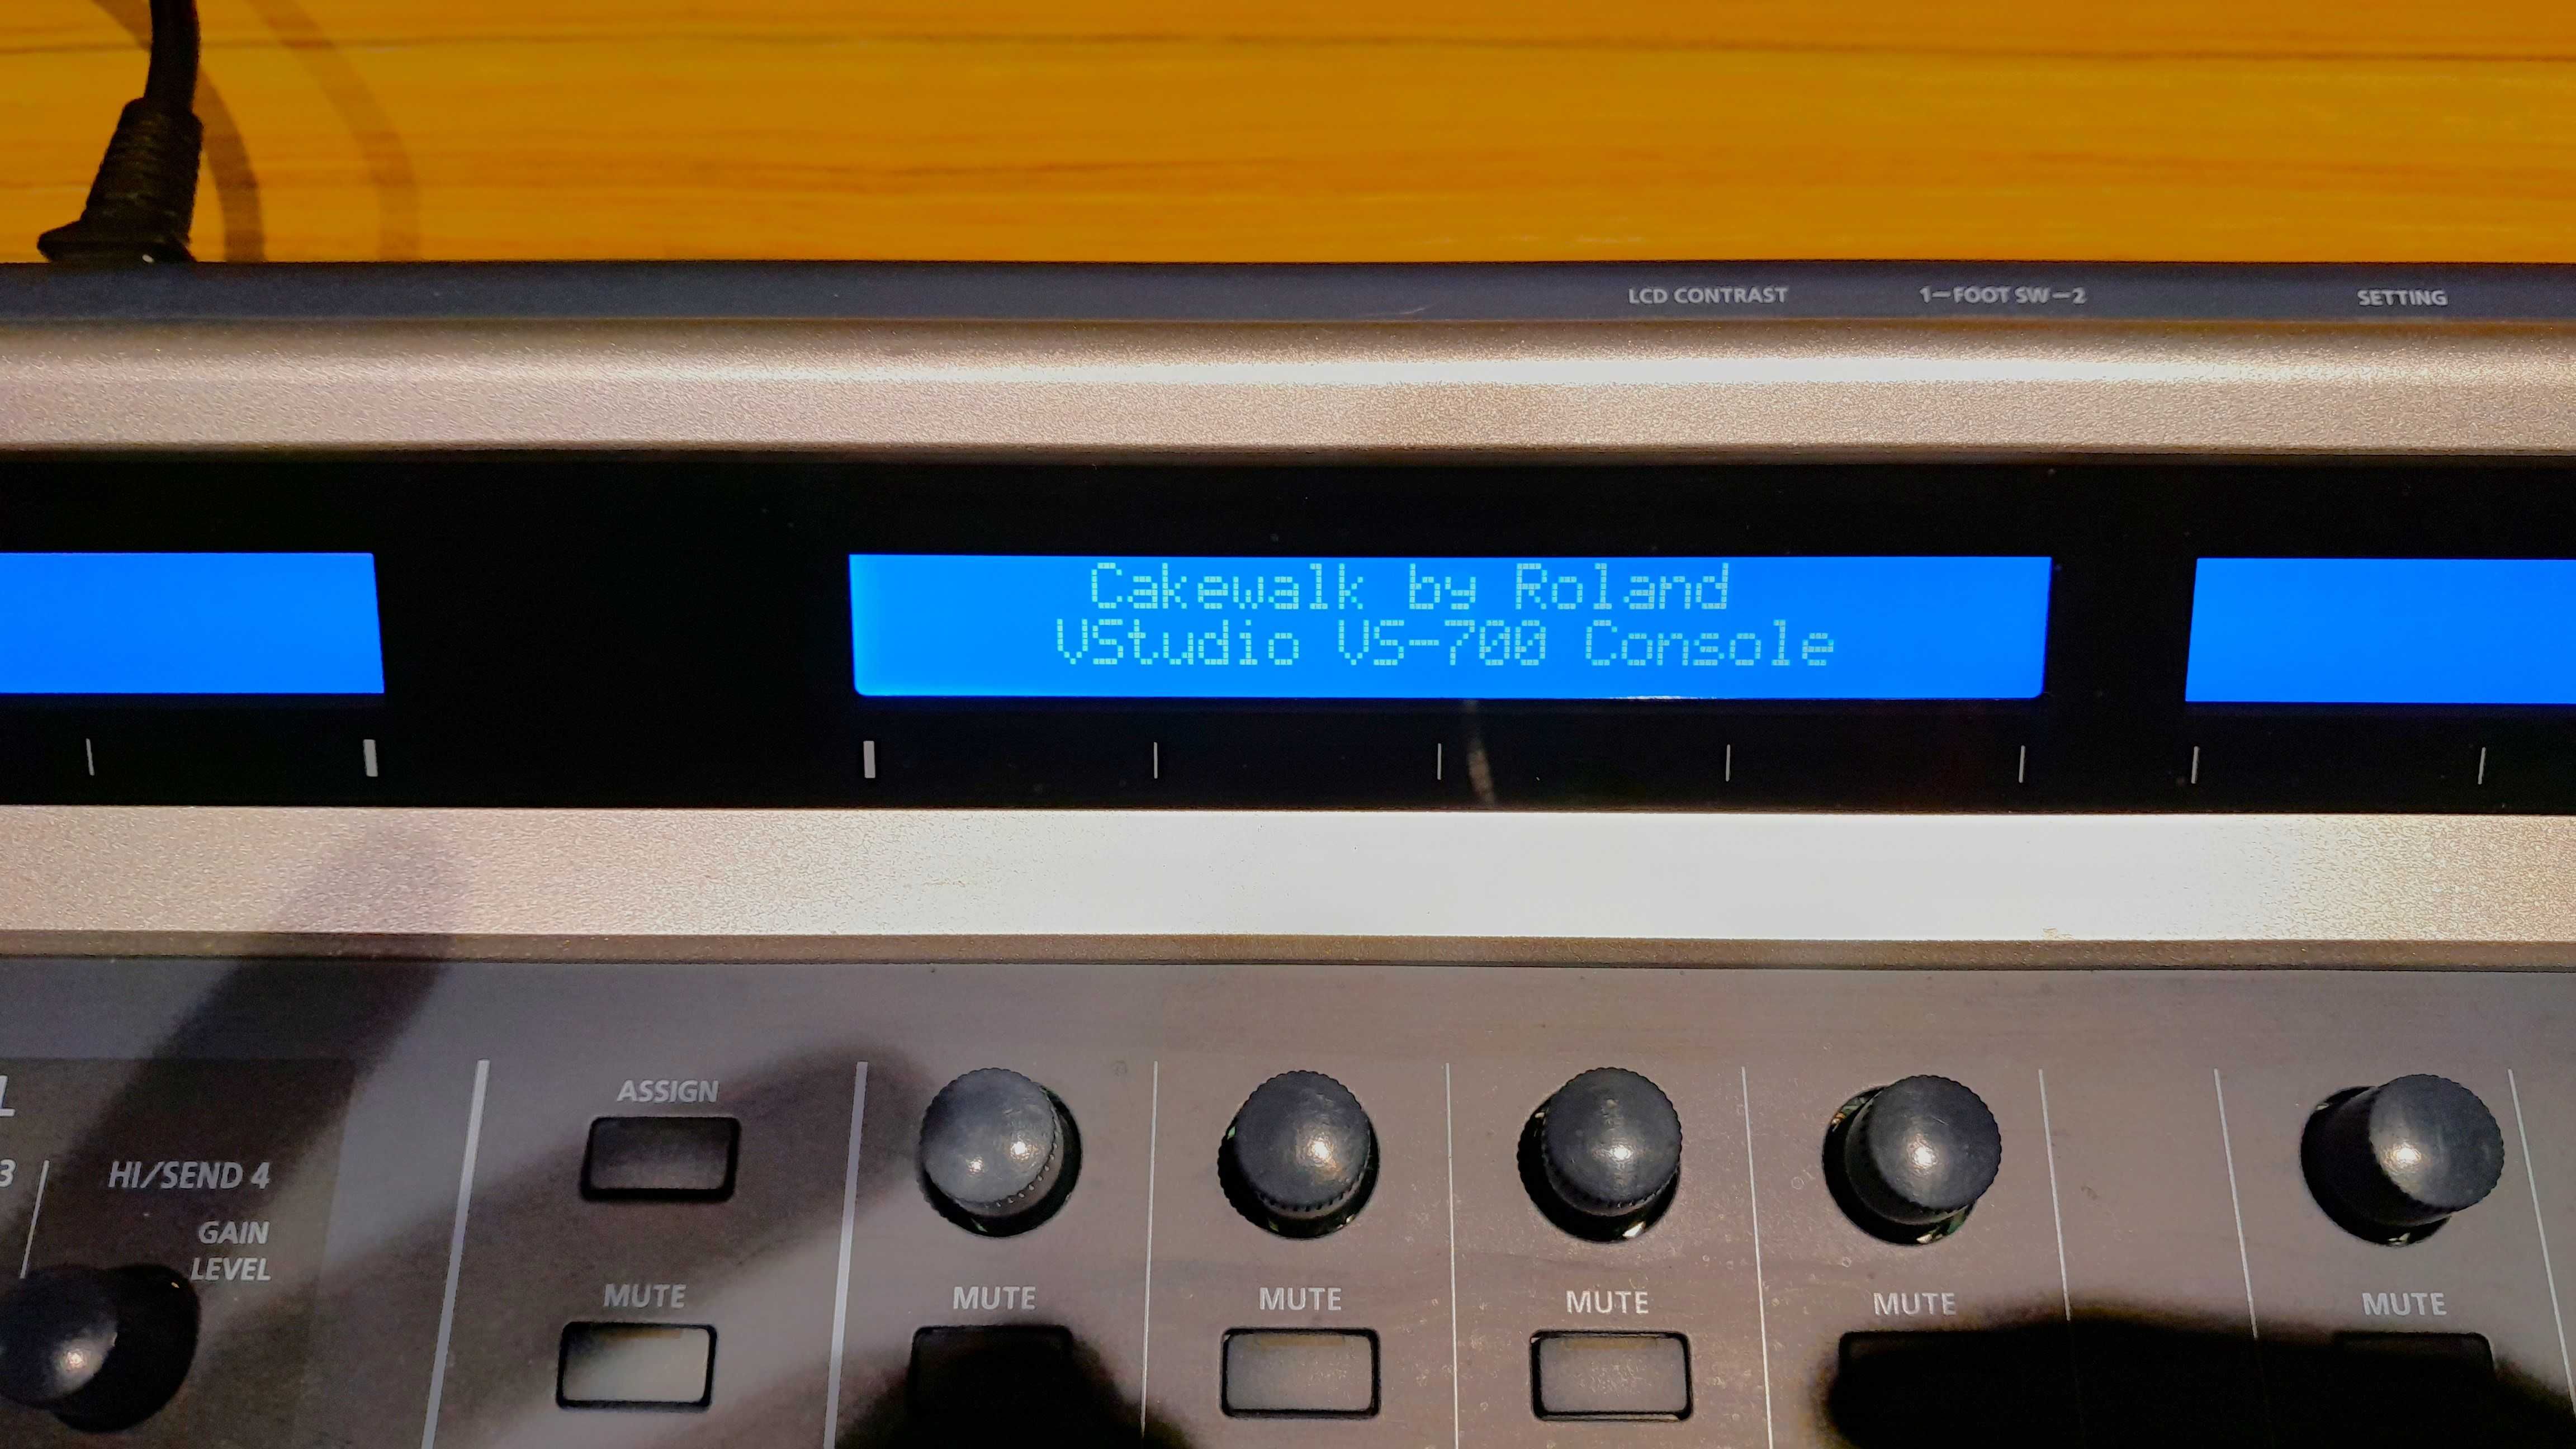 LCD CONTRAST
1–FOOT SW–2
SETTING
Cakewalk by Roland
VStudio VS-700 Console
ASSIGN
HI/SEND 4
GAIN
LEVEL
MUTE
MUTE
MUTE
MUTE
MUTE
MUTE